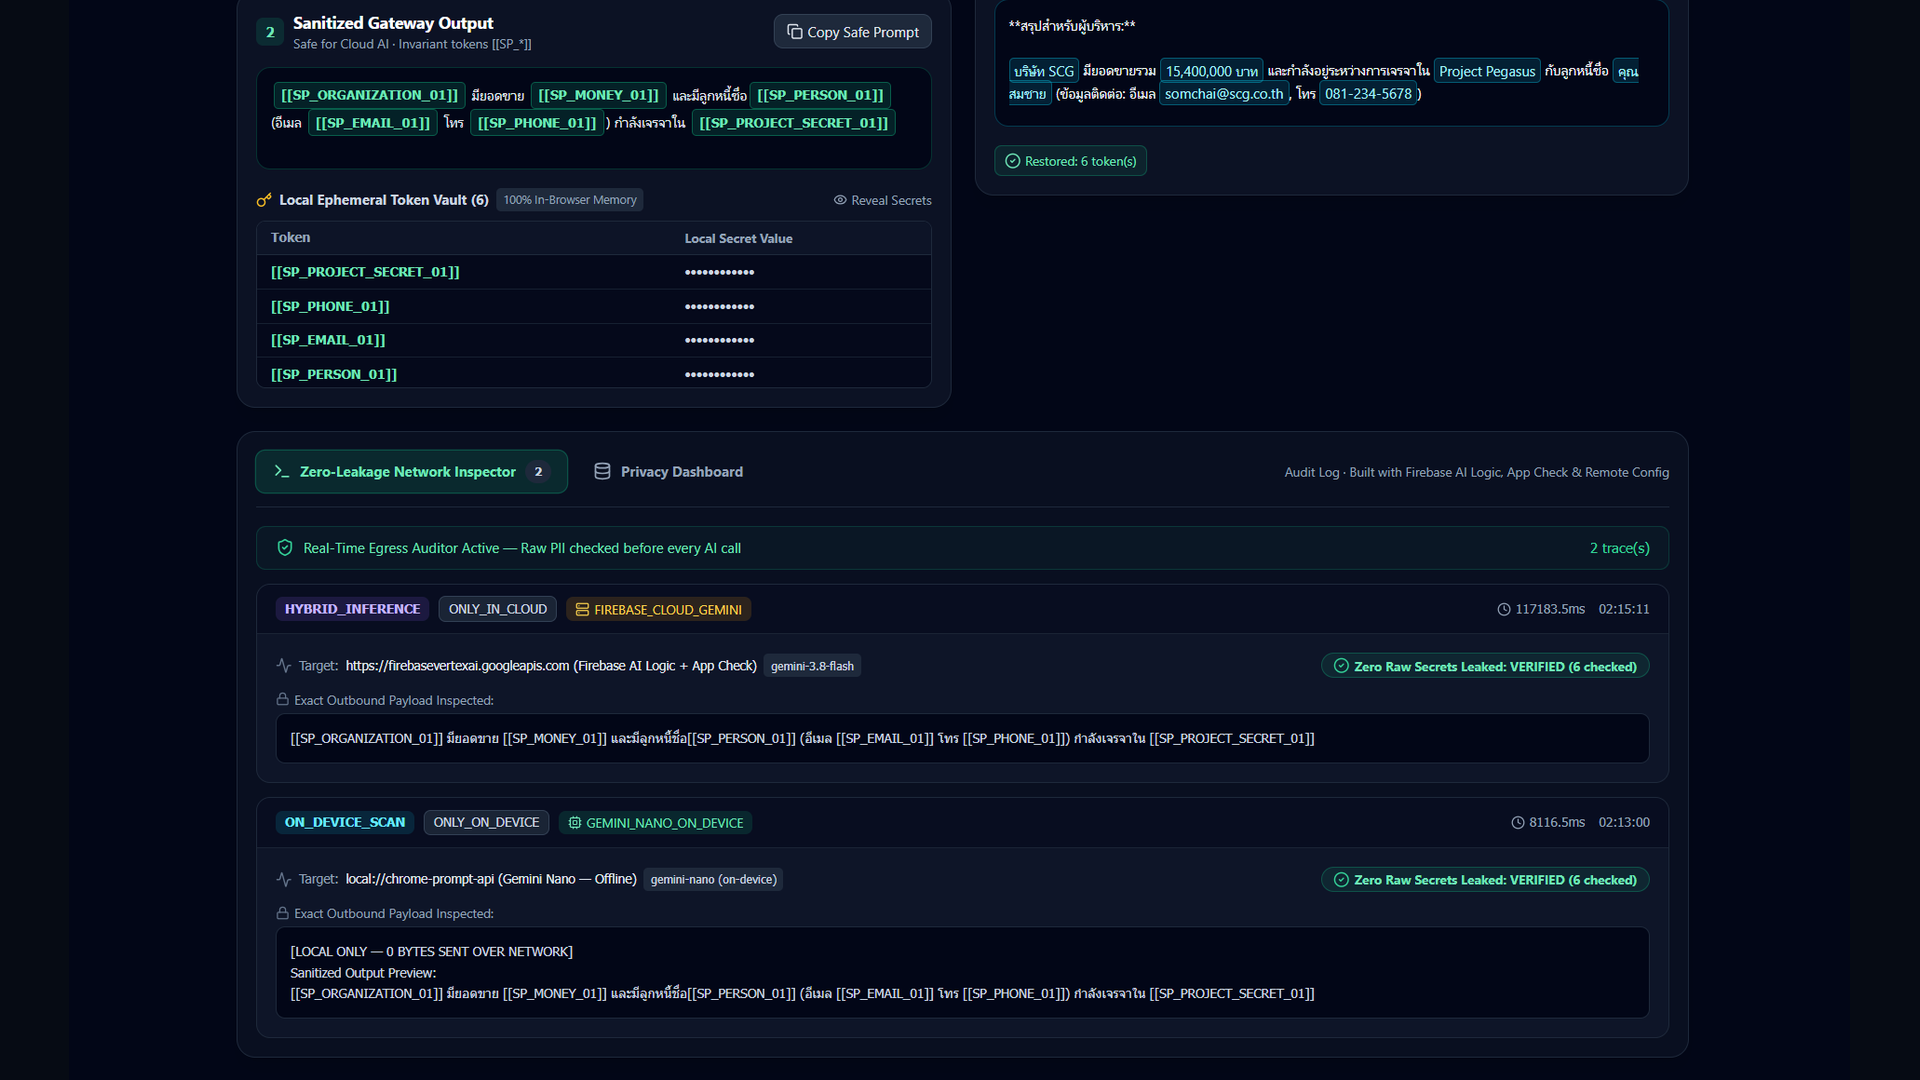 2
Sanitized Gateway Output
Safe for Cloud AI · Invariant tokens [[SP_*]]
Copy Safe Prompt
[[SP_ORGANIZATION_01]] มียอดขาย [[SP_MONEY_01]] และมีลูกหนี้ชื่อ [[SP_PERSON_01]]
(อีเมล [[SP_EMAIL_01]] โทร [[SP_PHONE_01]] ) กำลังเจรจาใน [[SP_PROJECT_SECRET_01]]
Local Ephemeral Token Vault (6) 100% In-Browser Memory
Reveal Secrets
Token Local Secret Value
[[SP_PROJECT_SECRET_01]] ••••••••••••
[[SP_PHONE_01]] ••••••••••••
[[SP_EMAIL_01]] ••••••••••••
[[SP_PERSON_01]] ••••••••••••
**สรุปสำหรับผู้บริหาร:**
บริษัท SCG มียอดขายรวม 15,400,000 บาท และกำลังอยู่ระหว่างการเจรจาใน Project Pegasus กับลูกหนี้ชื่อ คุณ
สมชาย (ข้อมูลติดต่อ: อีเมล somchai@scg.co.th , โทร 081-234-5678 )
Restored: 6 token(s)
Zero-Leakage Network Inspector 2
Privacy Dashboard
Audit Log · Built with Firebase AI Logic, App Check & Remote Config
Real-Time Egress Auditor Active — Raw PII checked before every AI call
2 trace(s)
HYBRID_INFERENCE ONLY_IN_CLOUD FIREBASE_CLOUD_GEMINI
117183.5ms 02:15:11
Target: https://firebasevertexai.googleapis.com (Firebase AI Logic + App Check) gemini-3.8-flash
Zero Raw Secrets Leaked: VERIFIED (6 checked)
Exact Outbound Payload Inspected:
[[SP_ORGANIZATION_01]] มียอดขาย [[SP_MONEY_01]] และมีลูกหนี้ชื่อ[[SP_PERSON_01]] (อีเมล [[SP_EMAIL_01]] โทร [[SP_PHONE_01]]) กำลังเจรจาใน [[SP_PROJECT_SECRET_01]]
ON_DEVICE_SCAN ONLY_ON_DEVICE GEMINI_NANO_ON_DEVICE
8116.5ms 02:13:00
Target: local://chrome-prompt-api (Gemini Nano — Offline) gemini-nano (on-device)
Zero Raw Secrets Leaked: VERIFIED (6 checked)
Exact Outbound Payload Inspected:
[LOCAL ONLY — 0 BYTES SENT OVER NETWORK]
Sanitized Output Preview:
[[SP_ORGANIZATION_01]] มียอดขาย [[SP_MONEY_01]] และมีลูกหนี้ชื่อ[[SP_PERSON_01]] (อีเมล [[SP_EMAIL_01]] โทร [[SP_PHONE_01]]) กำลังเจรจาใน [[SP_PROJECT_SECRET_01]]